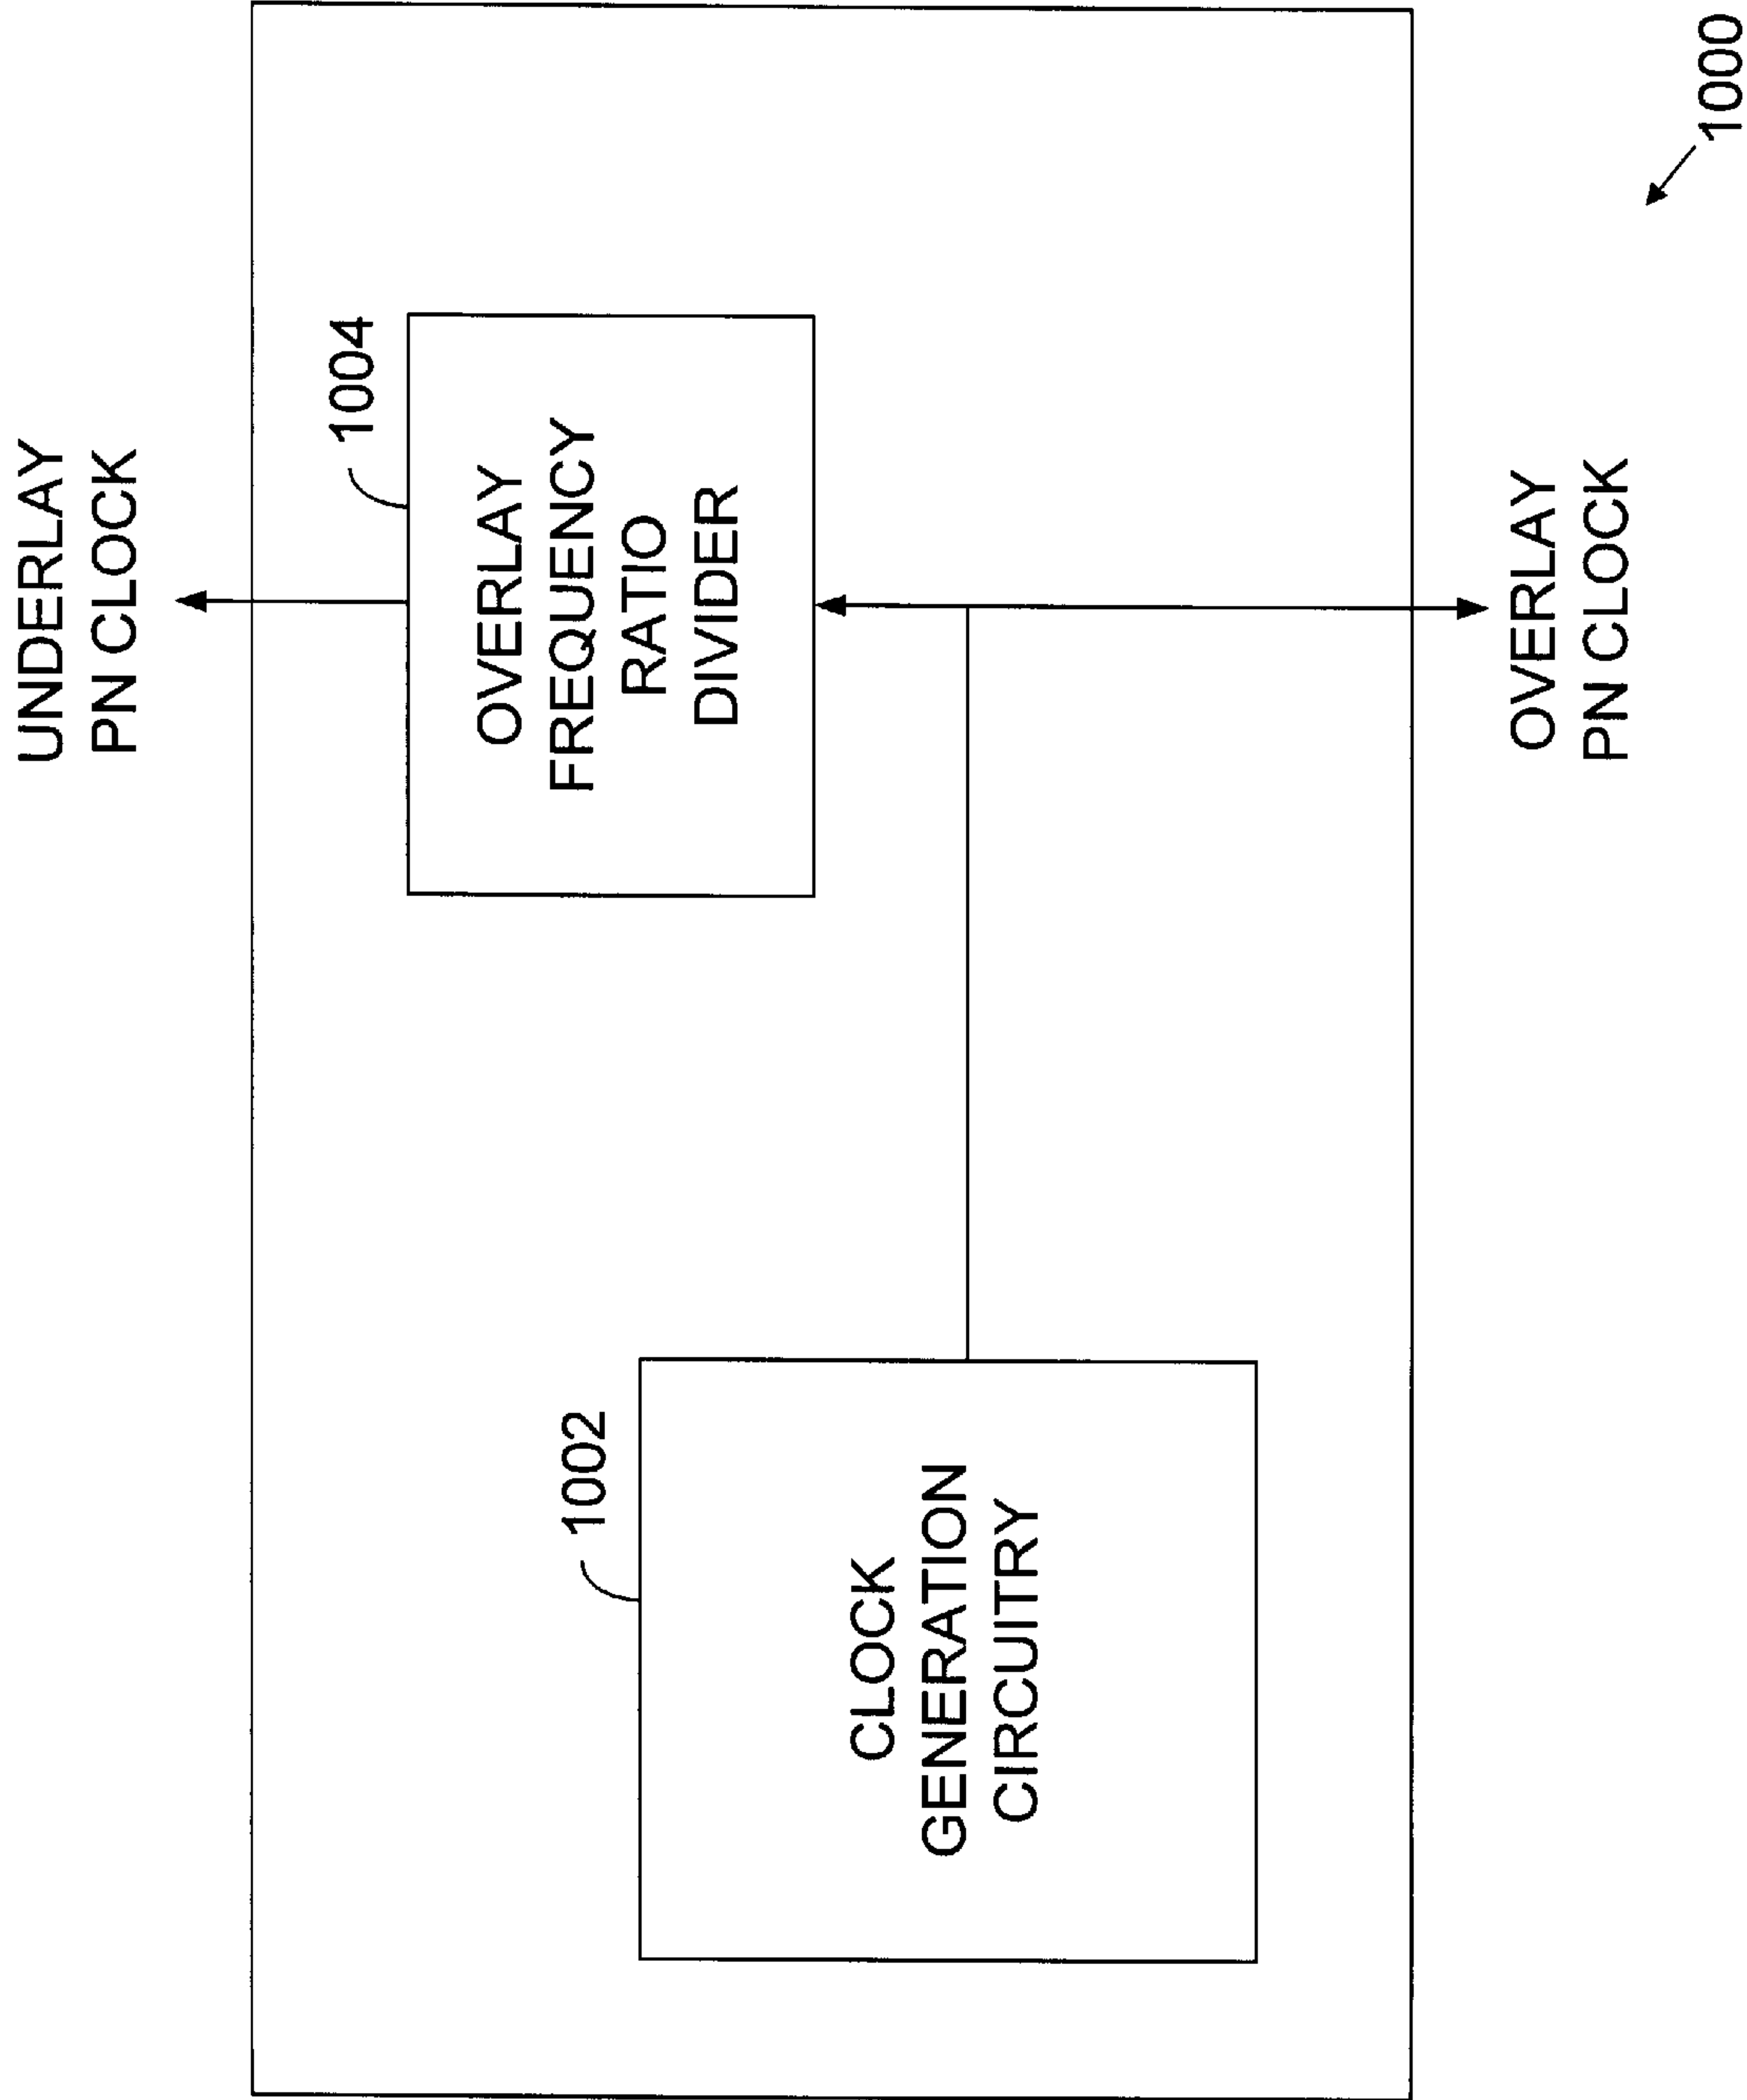 UNDERLAY
PN CLOCK
1004
OVERLAY
FREQUENCY
RATIO
DIVIDER
1002
CLOCK
GENERATION
CIRCUITRY
OVERLAY
PN CLOCK
1000